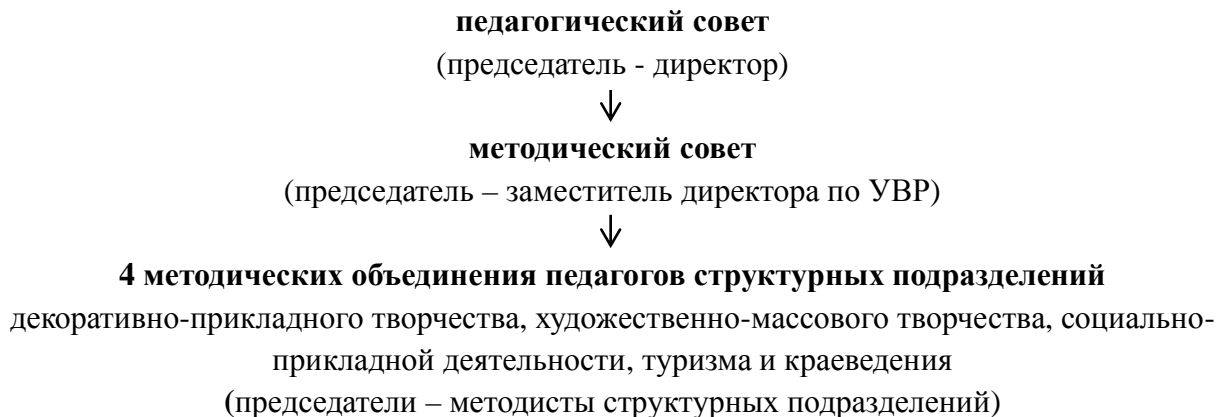 педагогический совет
(председатель - директор)
методический совет
(председатель – заместитель директора по УВР)
4 методических объединения педагогов структурных подразделений
декоративно-прикладного творчества, художественно-массового творчества, социально-
прикладной деятельности, туризма и краеведения
(председатели – методисты структурных подразделений)